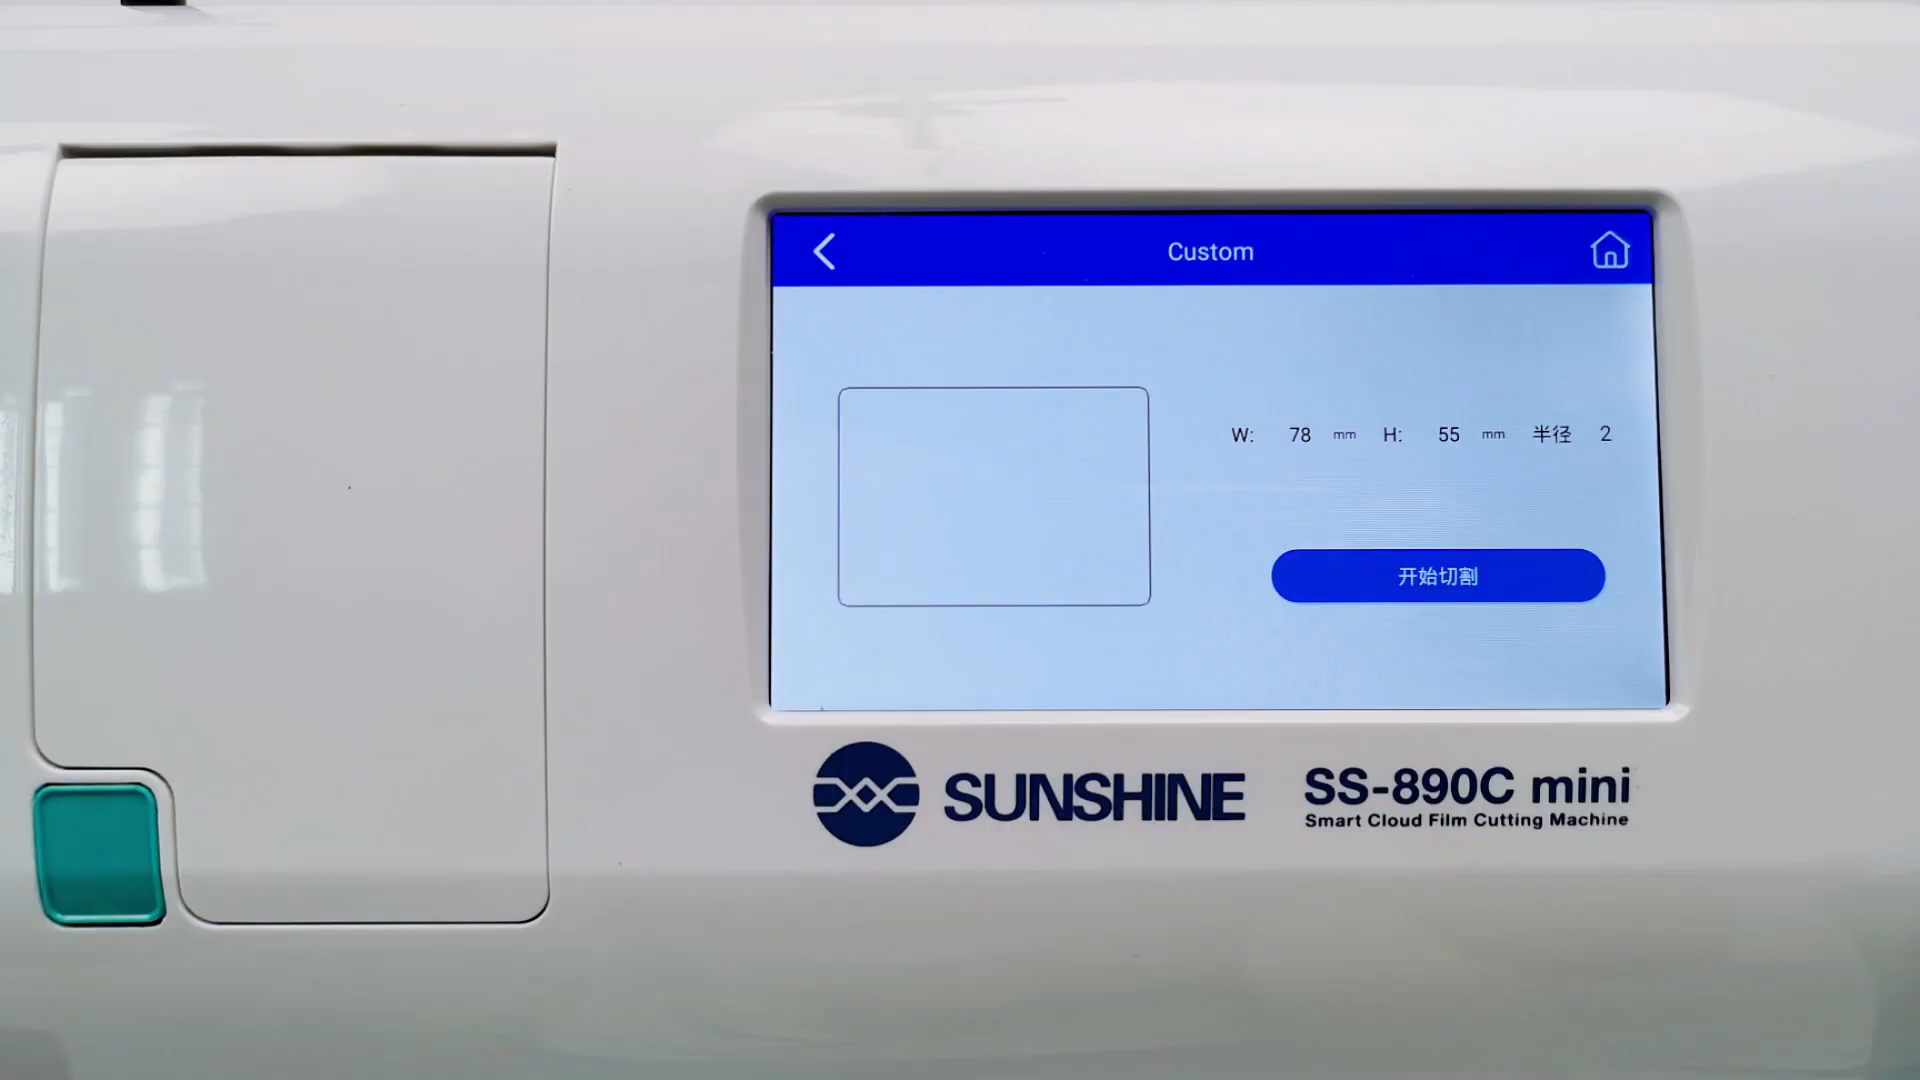 Custom
W: 78 mm H: 55 mm 半径 2
开始切割
SUNSHINE
SS-890C mini
Smart Cloud Film Cutting Machine